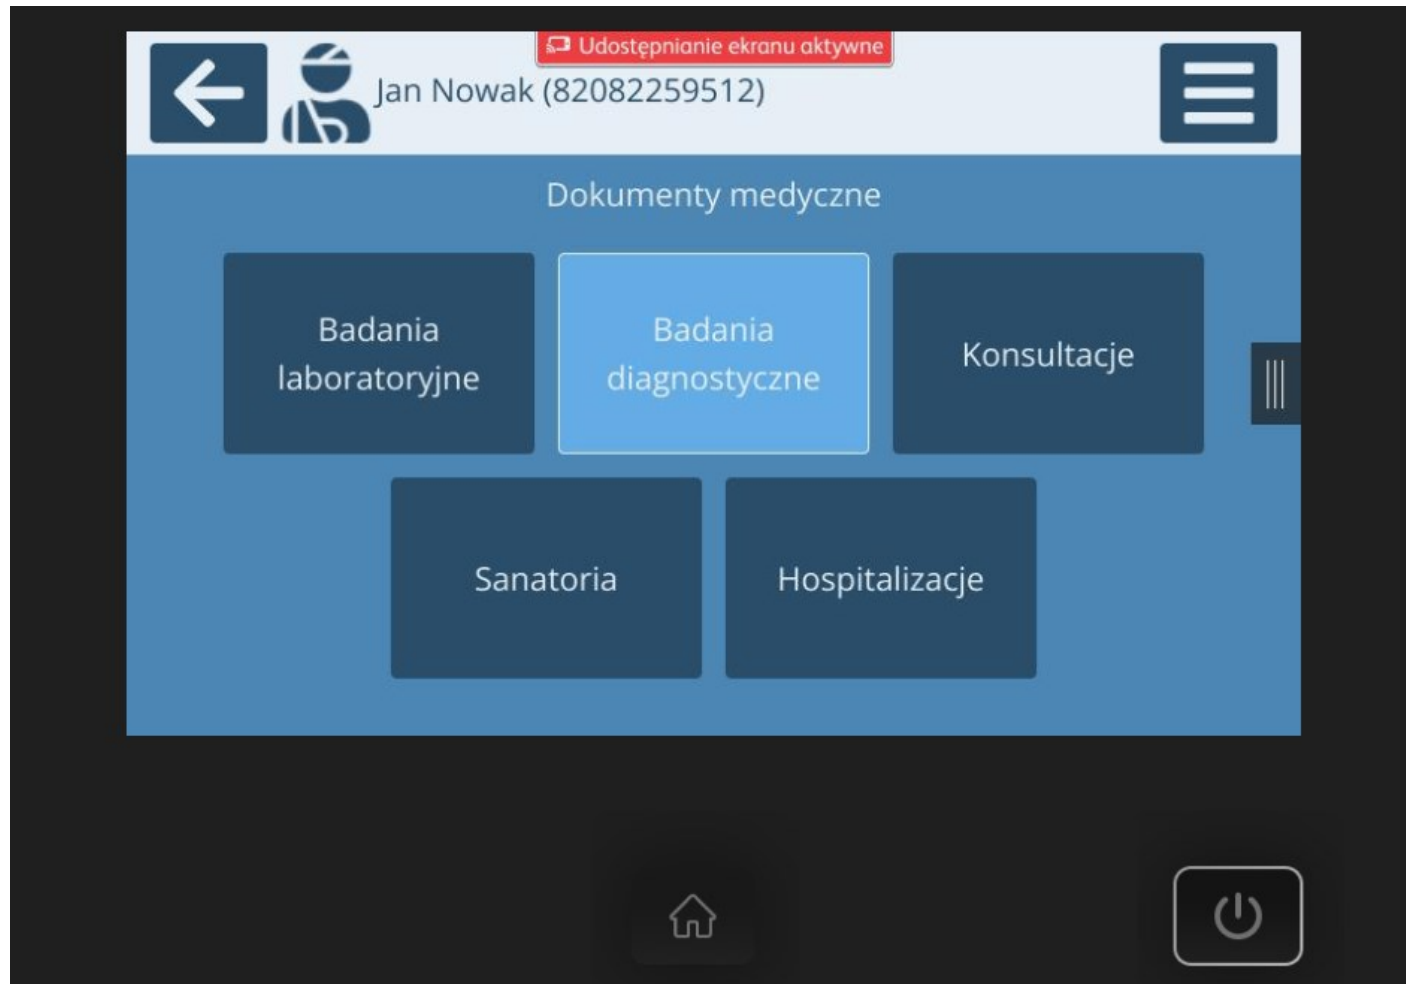 Udostępnianie ekranu aktywne
Jan Nowak (82082259512)
Dokumenty medyczne
Badania
laboratoryjne
Badania
diagnostyczne
Konsultacje
Sanatoria
Hospitalizacje